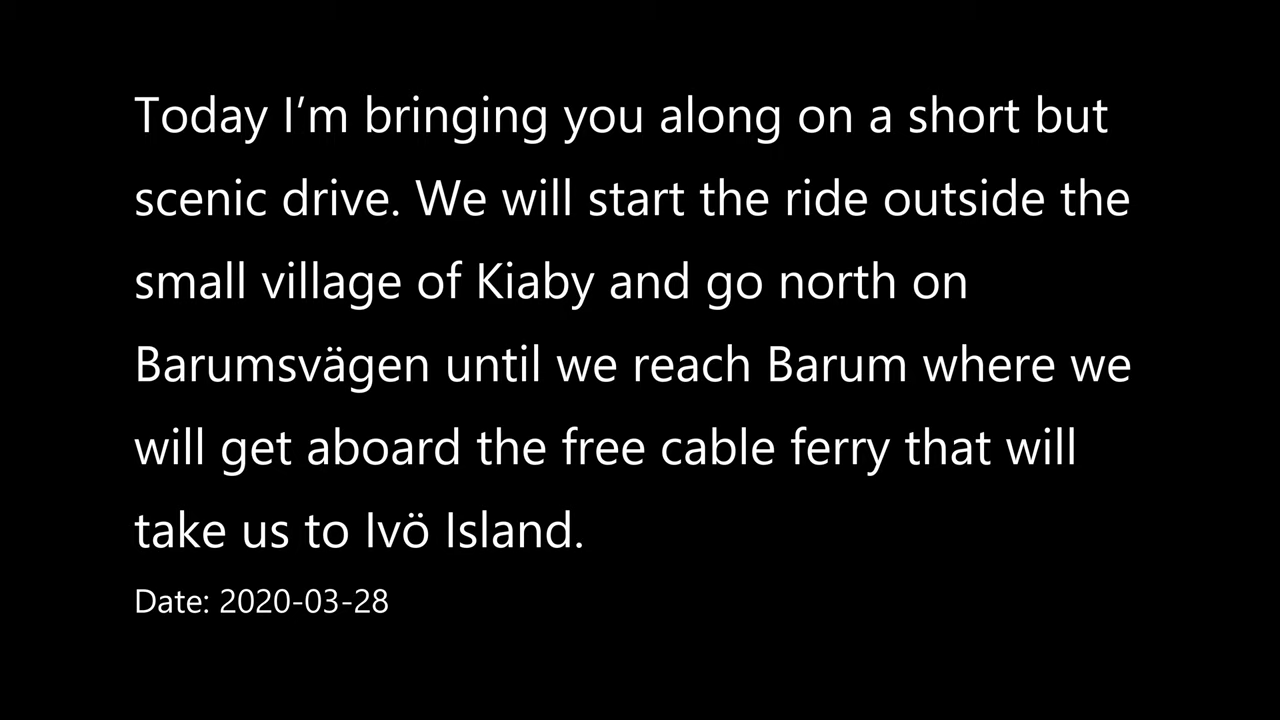 Today I’m bringing you along on a short but
scenic drive. We will start the ride outside the
small village of Kiaby and go north on
Barumsvägen until we reach Barum where we
will get aboard the free cable ferry that will
take us to Ivö Island.
Date: 2020-03-28